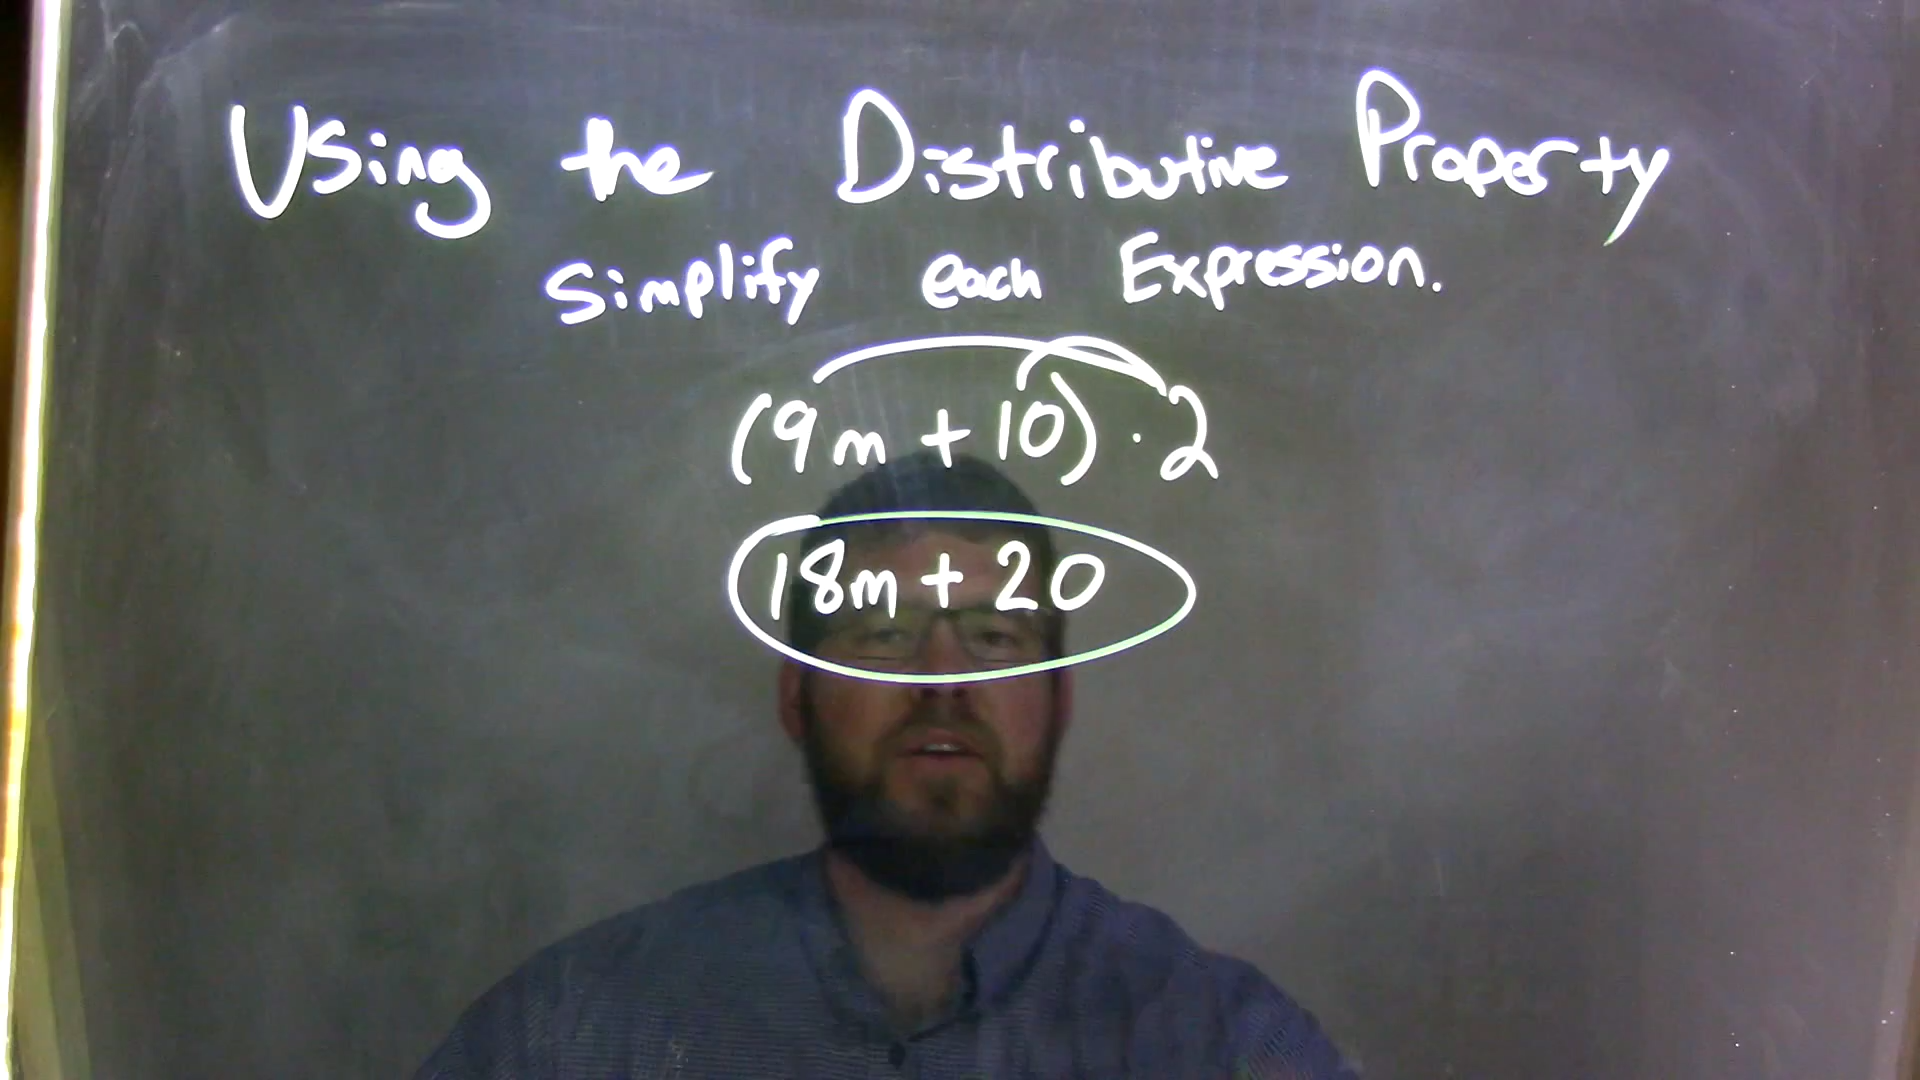 Using the Distributive Property
Simplify each Expression.
(9m + 10) · 2
18m + 20